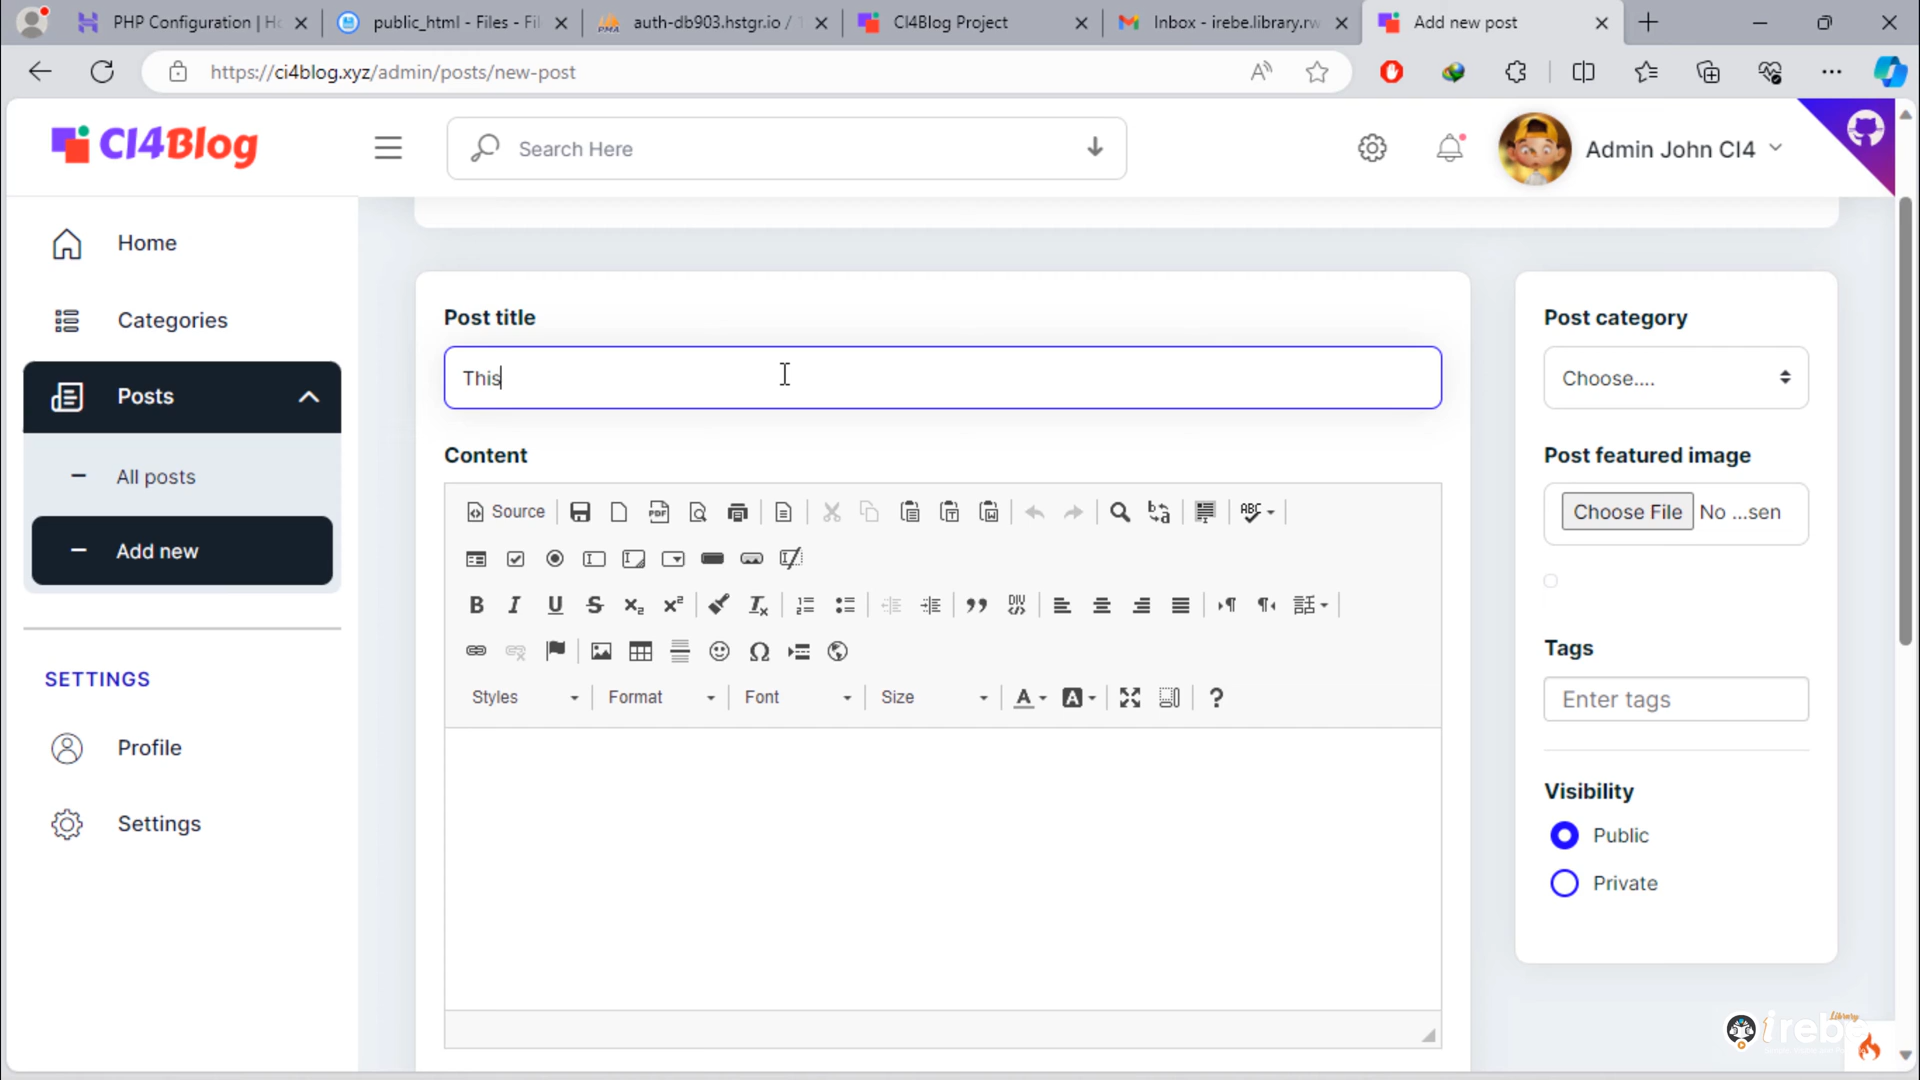 PHP Configuration | Ho
public_html - Files - Fil
auth-db903.hstgr.io / 1
CI4Blog Project
Inbox - irebe.library.rw
Add new post
https://ci4blog.xyz/admin/posts/new-post
CI4Blog
Search Here
Admin John CI4
Home
Categories
Posts
All posts
Add new
SETTINGS
Profile
Settings
Post title
This
Content
Source
Styles
Format
Font
Size
Post category
Choose....
Post featured image
Choose File No ...sen
Tags
Enter tags
Visibility
Public
Private
Library
irebe